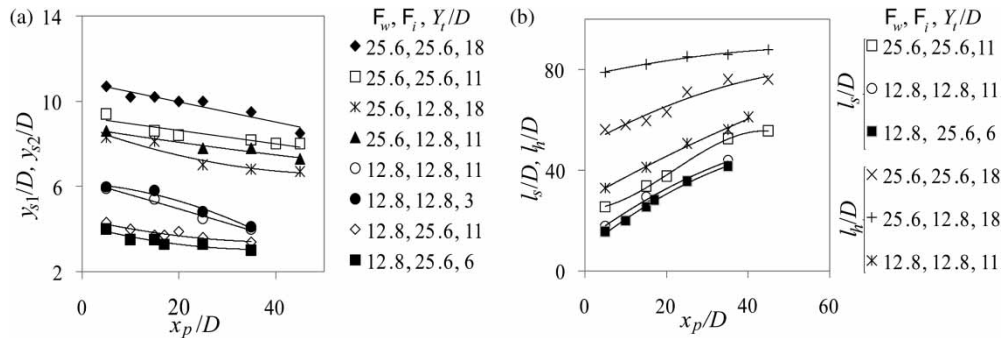 (a)
14
10
6
2
0
20
40
y_{s1}/D, y_{s2}/D
x_p/D
F_w, F_i, Y_t/D
25.6, 25.6, 18
25.6, 25.6, 11
25.6, 12.8, 18
25.6, 12.8, 11
12.8, 12.8, 11
12.8, 12.8, 3
12.8, 25.6, 11
12.8, 25.6, 6
(b)
80
40
0
0
20
40
60
l_s/D, l_h/D
x_p/D
F_w, F_i, Y_t/D
l_s/D
25.6, 25.6, 11
12.8, 12.8, 11
12.8, 25.6, 6
l_h/D
25.6, 25.6, 18
25.6, 12.8, 18
12.8, 12.8, 11